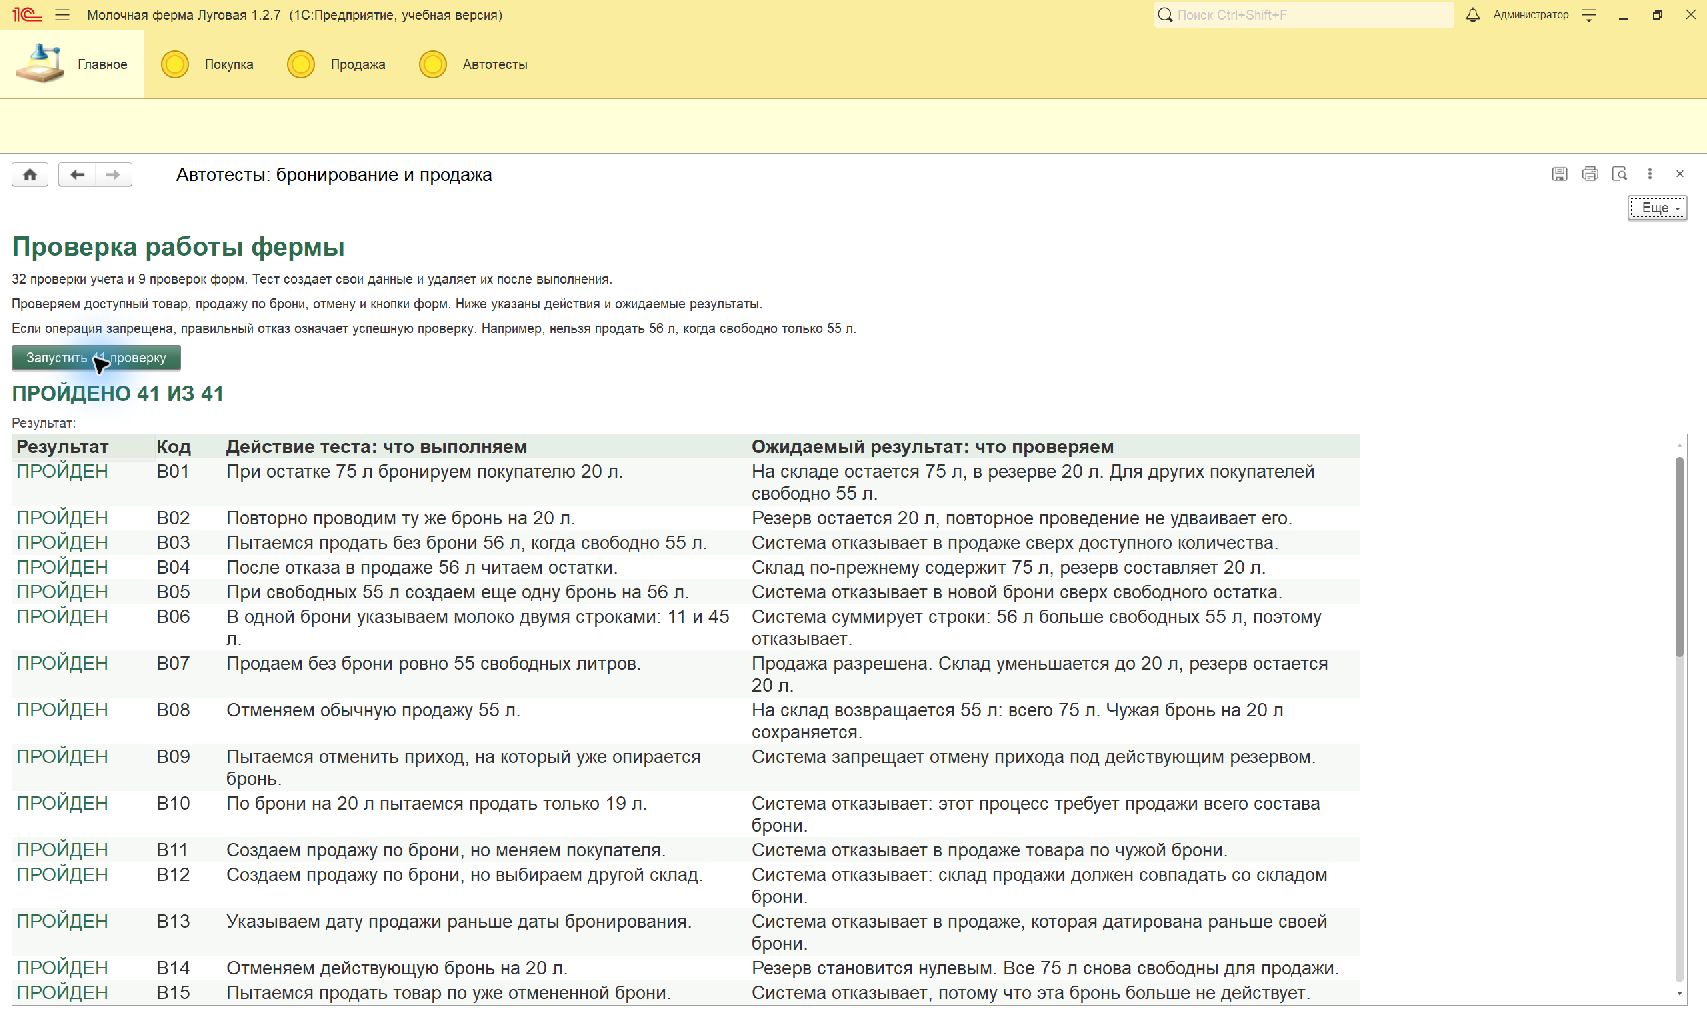 1С Молочная ферма Луговая 1.2.7 (1С:Предприятие, учебная версия) Поиск Ctrl+Shift+F Администратор
Главное Покупка Продажа Автотесты
Автотесты: бронирование и продажа
Еще
Проверка работы фермы
32 проверки учета и 9 проверок форм. Тест создает свои данные и удаляет их после выполнения.
Проверяем доступный товар, продажу по брони, отмену и кнопки форм. Ниже указаны действия и ожидаемые результаты.
Если операция запрещена, правильный отказ означает успешную проверку. Например, нельзя продать 56 л, когда свободно только 55 л.
Запустить 41 проверку
ПРОЙДЕНО 41 ИЗ 41
Результат:
Результат Код Действие теста: что выполняем Ожидаемый результат: что проверяем
ПРОЙДЕН B01 При остатке 75 л бронируем покупателю 20 л. На складе остается 75 л, в резерве 20 л. Для других покупателей
свободно 55 л.
ПРОЙДЕН B02 Повторно проводим ту же бронь на 20 л. Резерв остается 20 л, повторное проведение не удваивает его.
ПРОЙДЕН B03 Пытаемся продать без брони 56 л, когда свободно 55 л. Система отказывает в продаже сверх доступного количества.
ПРОЙДЕН B04 После отказа в продаже 56 л читаем остатки. Склад по-прежнему содержит 75 л, резерв составляет 20 л.
ПРОЙДЕН B05 При свободных 55 л создаем еще одну бронь на 56 л. Система отказывает в новой брони сверх свободного остатка.
ПРОЙДЕН B06 В одной брони указываем молоко двумя строками: 11 и 45 Система суммирует строки: 56 л больше свободных 55 л, поэтому
л. отказывает.
ПРОЙДЕН B07 Продаем без брони ровно 55 свободных литров. Продажа разрешена. Склад уменьшается до 20 л, резерв остается
20 л.
ПРОЙДЕН B08 Отменяем обычную продажу 55 л. На склад возвращается 55 л: всего 75 л. Чужая бронь на 20 л
сохраняется.
ПРОЙДЕН B09 Пытаемся отменить приход, на который уже опирается Система запрещает отмену прихода под действующим резервом.
бронь.
ПРОЙДЕН B10 По брони на 20 л пытаемся продать только 19 л. Система отказывает: этот процесс требует продажи всего состава
брони.
ПРОЙДЕН B11 Создаем продажу по брони, но меняем покупателя. Система отказывает в продаже товара по чужой брони.
ПРОЙДЕН B12 Создаем продажу по брони, но выбираем другой склад. Система отказывает: склад продажи должен совпадать со складом
брони.
ПРОЙДЕН B13 Указываем дату продажи раньше даты бронирования. Система отказывает в продаже, которая датирована раньше своей
брони.
ПРОЙДЕН B14 Отменяем действующую бронь на 20 л. Резерв становится нулевым. Все 75 л снова свободны для продажи.
ПРОЙДЕН B15 Пытаемся продать товар по уже отмененной брони. Система отказывает, потому что эта бронь больше не действует.